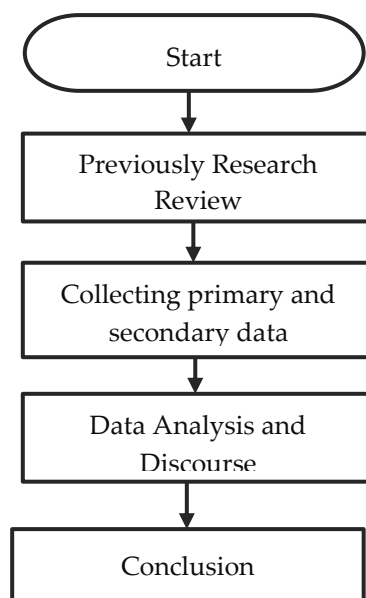 Start
Previously Research
Review
Collecting primary and
secondary data
Data Analysis and
Discourse
Conclusion